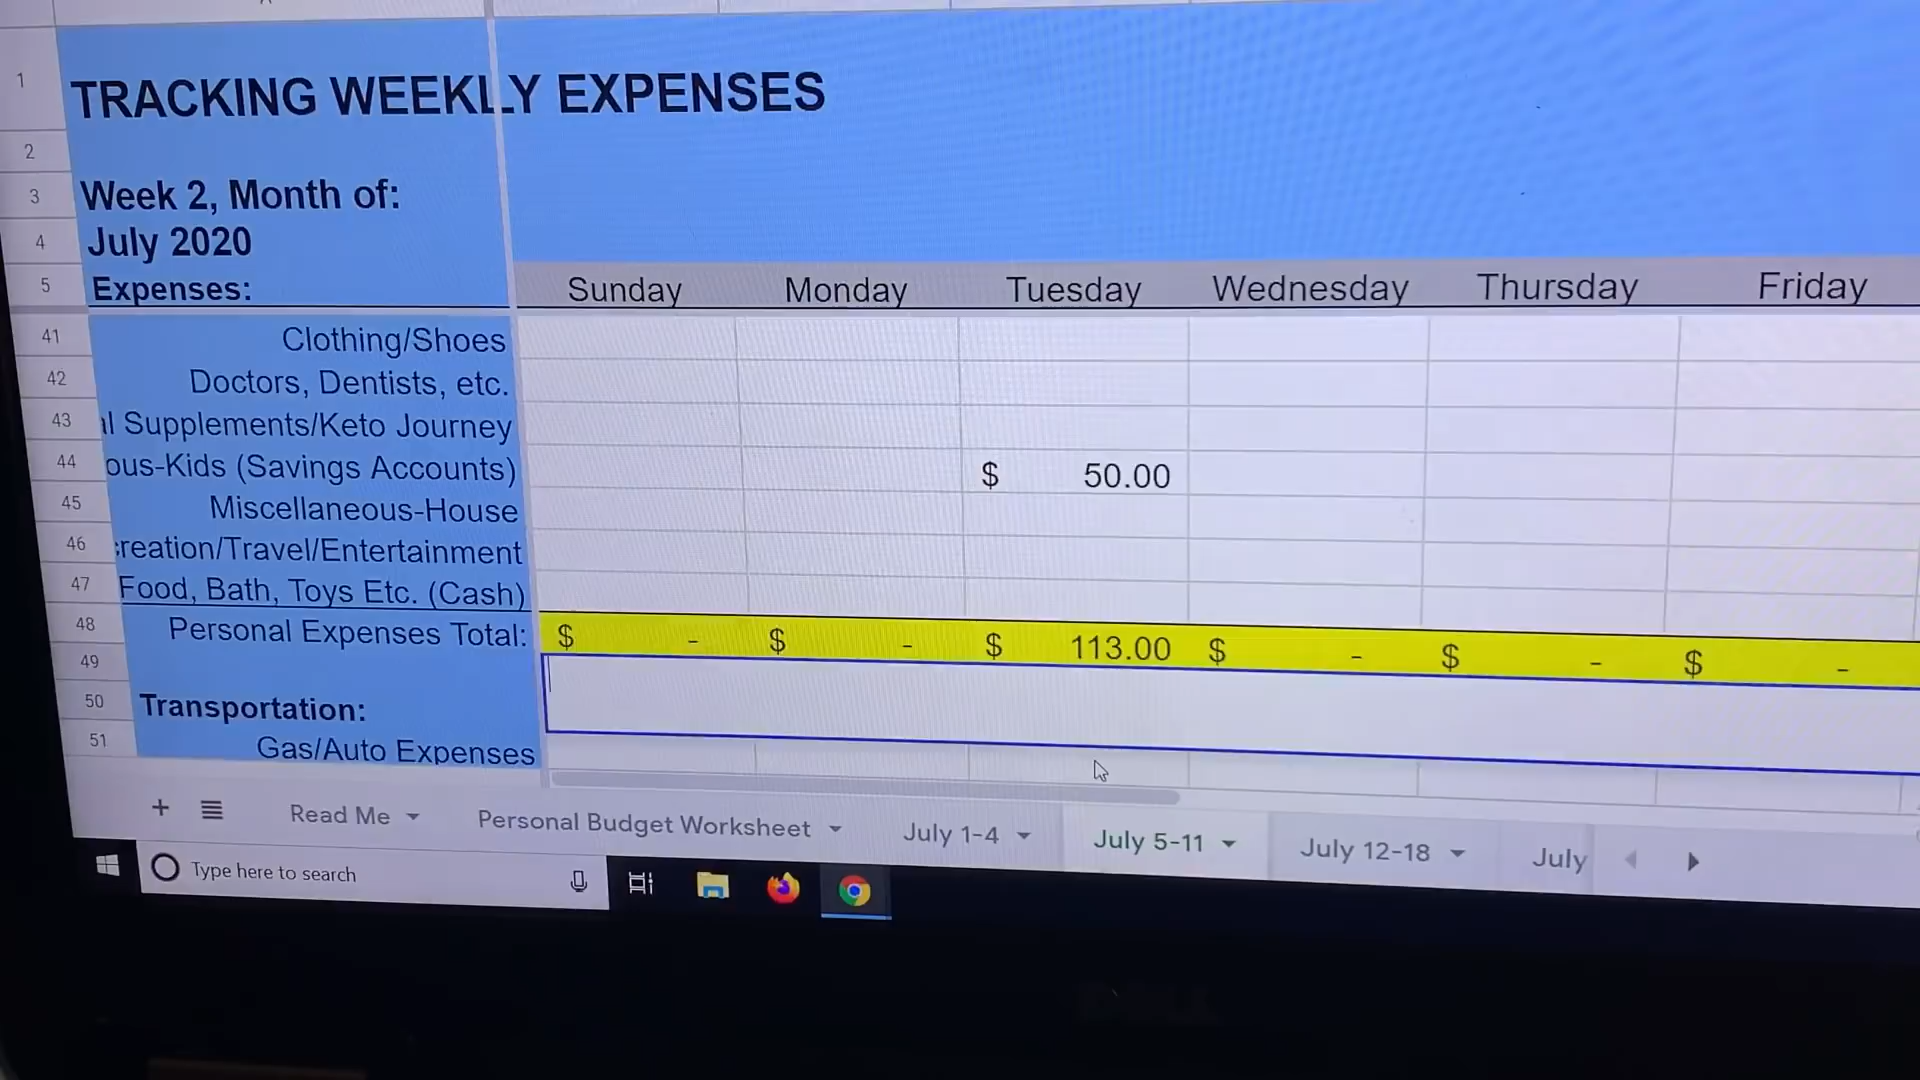 1 TRACKING WEEKLY EXPENSES
2
3 Week 2, Month of:
4 July 2020
5 Expenses: Sunday Monday Tuesday Wednesday Thursday Friday
41 Clothing/Shoes
42 Doctors, Dentists, etc.
43 l Supplements/Keto Journey
44 ous-Kids (Savings Accounts) $ 50.00
45 Miscellaneous-House
46 creation/Travel/Entertainment
47 Food, Bath, Toys Etc. (Cash)
48 Personal Expenses Total: $ - $ - $ 113.00 $ - $ - $ -
49
50 Transportation:
51 Gas/Auto Expenses
+ Read Me Personal Budget Worksheet July 1-4 July 5-11 July 12-18 July
Type here to search